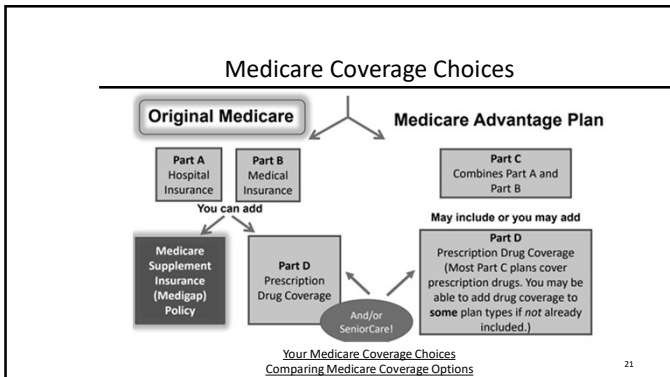 Medicare Coverage Choices
Original Medicare
Medicare Advantage Plan
Part A
Hospital
Insurance
Part B
Medical
Insurance
Part C
Combines Part A and
Part B
You can add
May include or you may add
Medicare
Supplement
Insurance
(Medigap)
Policy
Part D
Prescription
Drug Coverage
Part D
Prescription Drug Coverage
(Most Part C plans cover
prescription drugs. You may be
able to add drug coverage to
some plan types if not already
included.)
And/or
SeniorCare!
Your Medicare Coverage Choices
Comparing Medicare Coverage Options
21